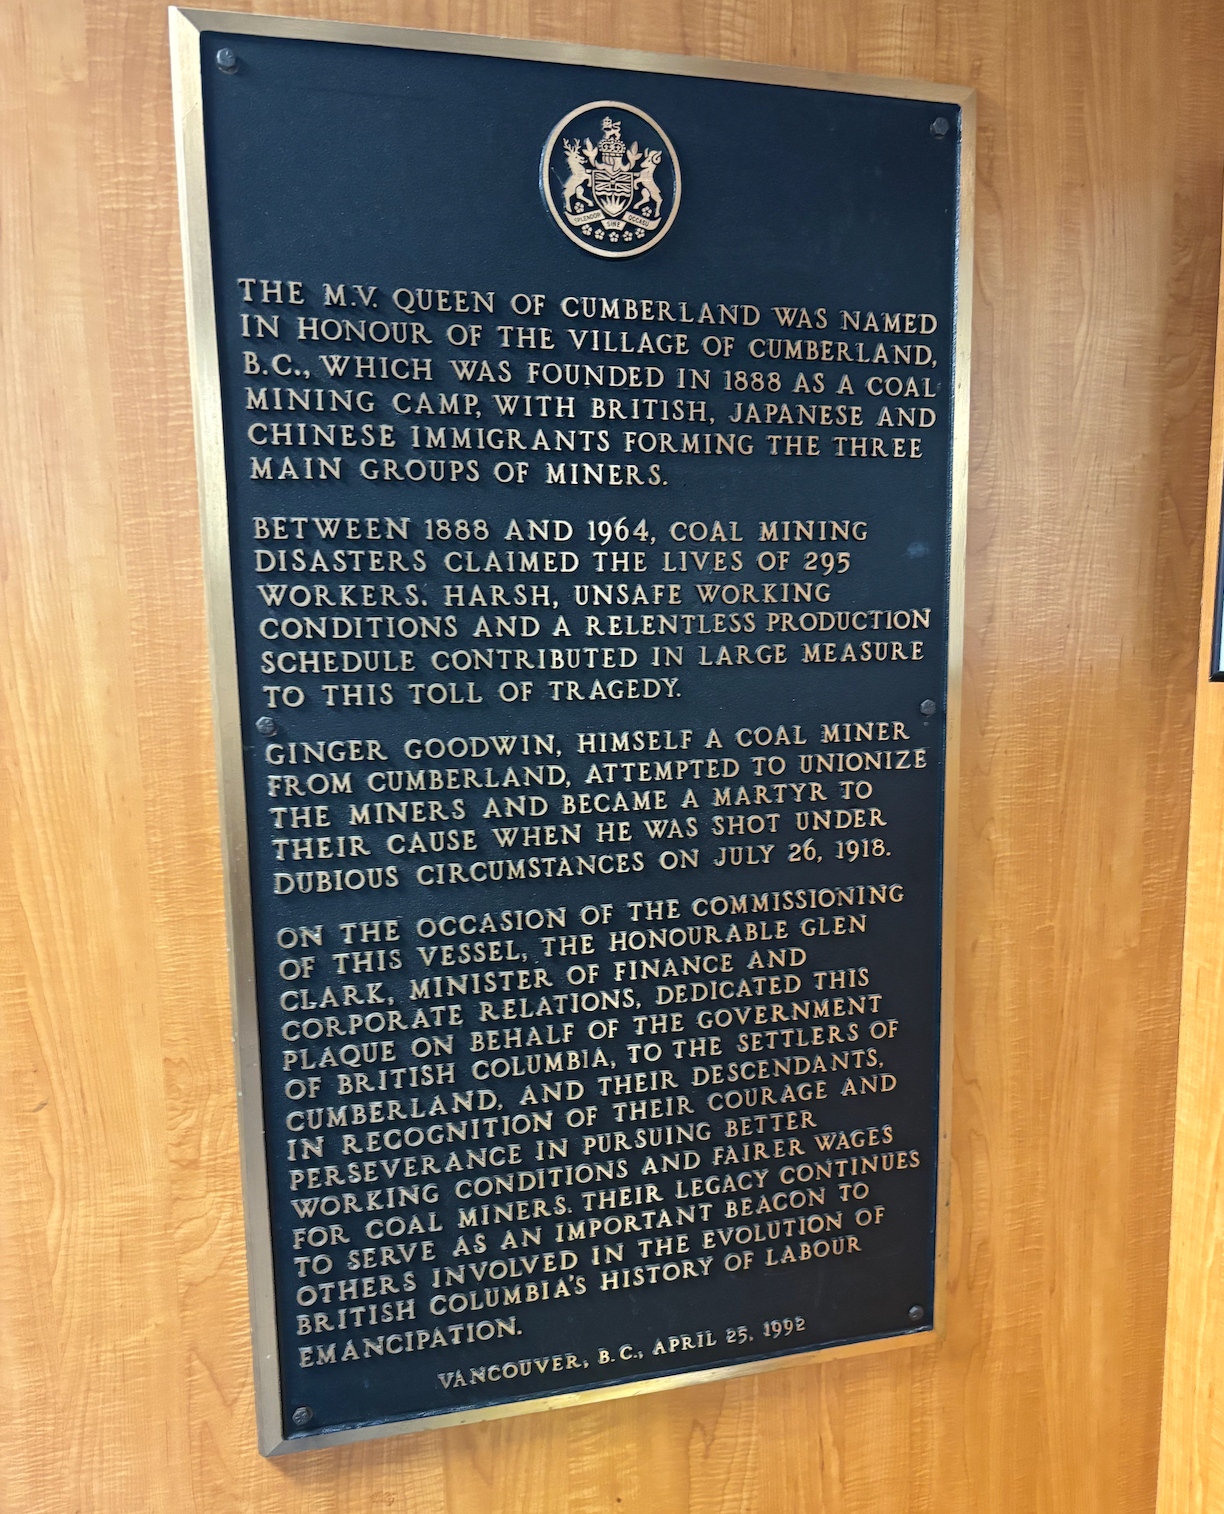 SPLENDOR SINE OCCASU
THE M.V. QUEEN OF CUMBERLAND WAS NAMED
IN HONOUR OF THE VILLAGE OF CUMBERLAND,
B.C., WHICH WAS FOUNDED IN 1888 AS A COAL
MINING CAMP, WITH BRITISH, JAPANESE AND
CHINESE IMMIGRANTS FORMING THE THREE
MAIN GROUPS OF MINERS.
BETWEEN 1888 AND 1964, COAL MINING
DISASTERS CLAIMED THE LIVES OF 295
WORKERS. HARSH, UNSAFE WORKING
CONDITIONS AND A RELENTLESS PRODUCTION
SCHEDULE CONTRIBUTED IN LARGE MEASURE
TO THIS TOLL OF TRAGEDY.
GINGER GOODWIN, HIMSELF A COAL MINER
FROM CUMBERLAND, ATTEMPTED TO UNIONIZE
THE MINERS AND BECAME A MARTYR TO
THEIR CAUSE WHEN HE WAS SHOT UNDER
DUBIOUS CIRCUMSTANCES ON JULY 26, 1918.
ON THE OCCASION OF THE COMMISSIONING
OF THIS VESSEL, THE HONOURABLE GLEN
CLARK, MINISTER OF FINANCE AND
CORPORATE RELATIONS, DEDICATED THIS
PLAQUE ON BEHALF OF THE GOVERNMENT
OF BRITISH COLUMBIA, TO THE SETTLERS OF
CUMBERLAND, AND THEIR DESCENDANTS,
IN RECOGNITION OF THEIR COURAGE AND
PERSEVERANCE IN PURSUING BETTER
WORKING CONDITIONS AND FAIRER WAGES
FOR COAL MINERS. THEIR LEGACY CONTINUES
TO SERVE AS AN IMPORTANT BEACON TO
OTHERS INVOLVED IN THE EVOLUTION OF
BRITISH COLUMBIA'S HISTORY OF LABOUR
EMANCIPATION.
VANCOUVER, B.C., APRIL 25, 1992